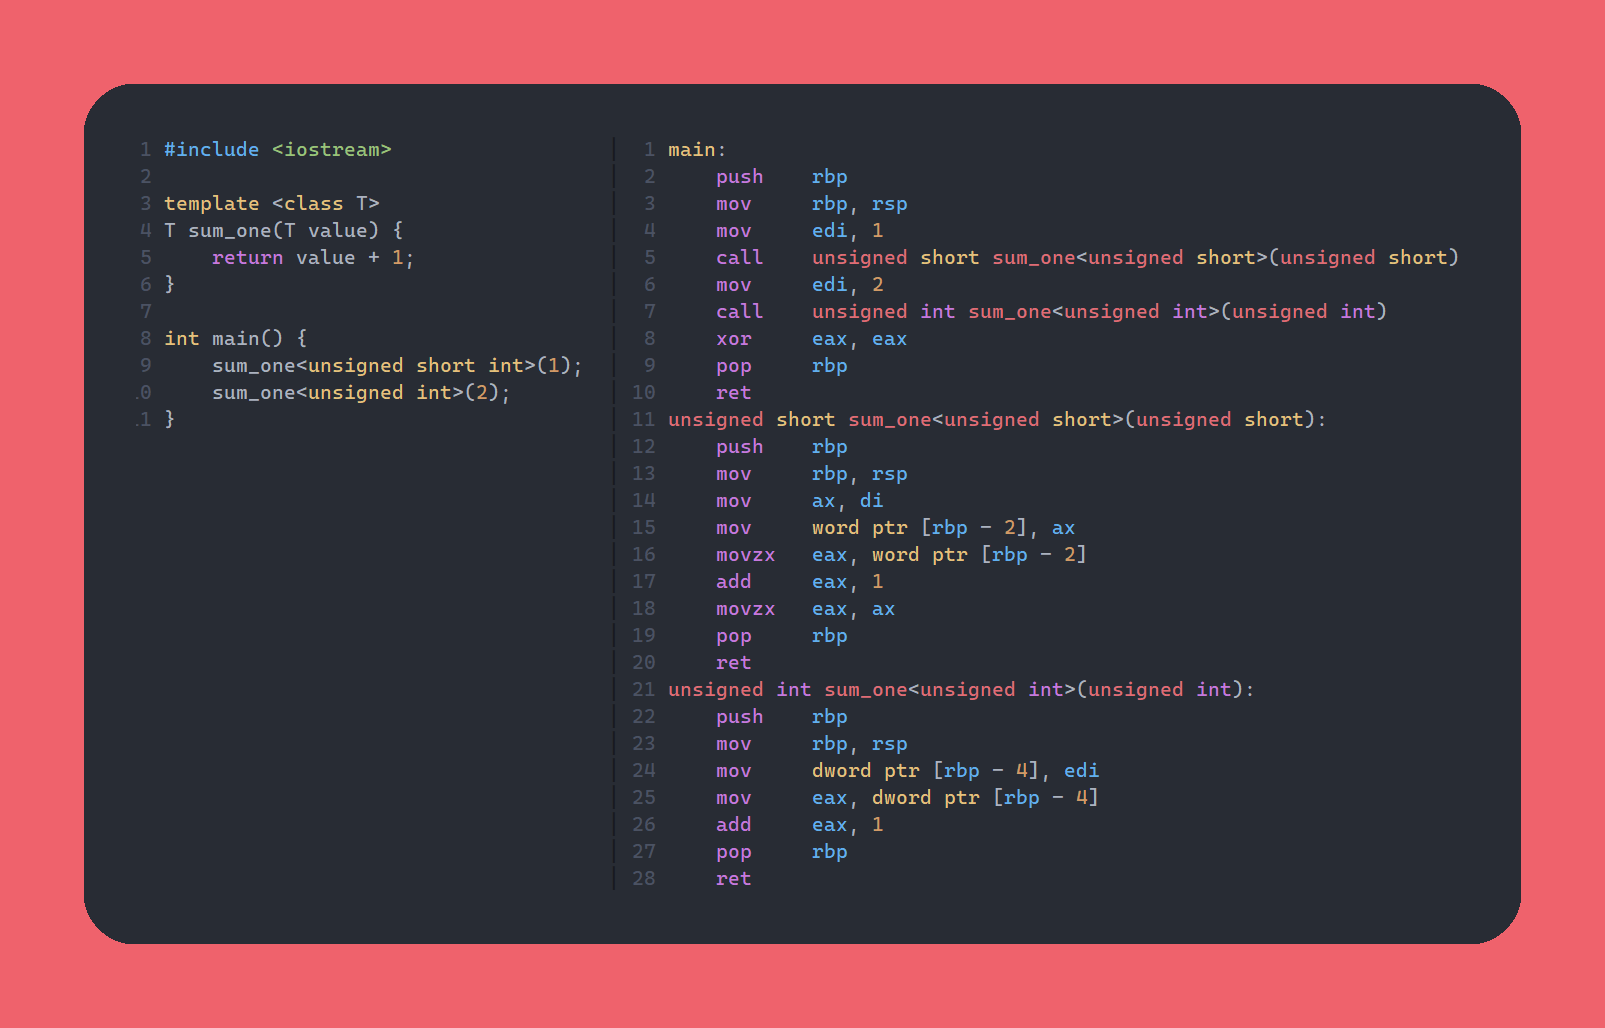 1 #include <iostream>
2
3 template <class T>
4 T sum_one(T value) {
5     return value + 1;
6 }
7
8 int main() {
9     sum_one<unsigned short int>(1);
.0     sum_one<unsigned int>(2);
.1 }
1 main:
2     push    rbp
3     mov     rbp, rsp
4     mov     edi, 1
5     call    unsigned short sum_one<unsigned short>(unsigned short)
6     mov     edi, 2
7     call    unsigned int sum_one<unsigned int>(unsigned int)
8     xor     eax, eax
9     pop     rbp
10     ret
11 unsigned short sum_one<unsigned short>(unsigned short):
12     push    rbp
13     mov     rbp, rsp
14     mov     ax, di
15     mov     word ptr [rbp - 2], ax
16     movzx   eax, word ptr [rbp - 2]
17     add     eax, 1
18     movzx   eax, ax
19     pop     rbp
20     ret
21 unsigned int sum_one<unsigned int>(unsigned int):
22     push    rbp
23     mov     rbp, rsp
24     mov     dword ptr [rbp - 4], edi
25     mov     eax, dword ptr [rbp - 4]
26     add     eax, 1
27     pop     rbp
28     ret